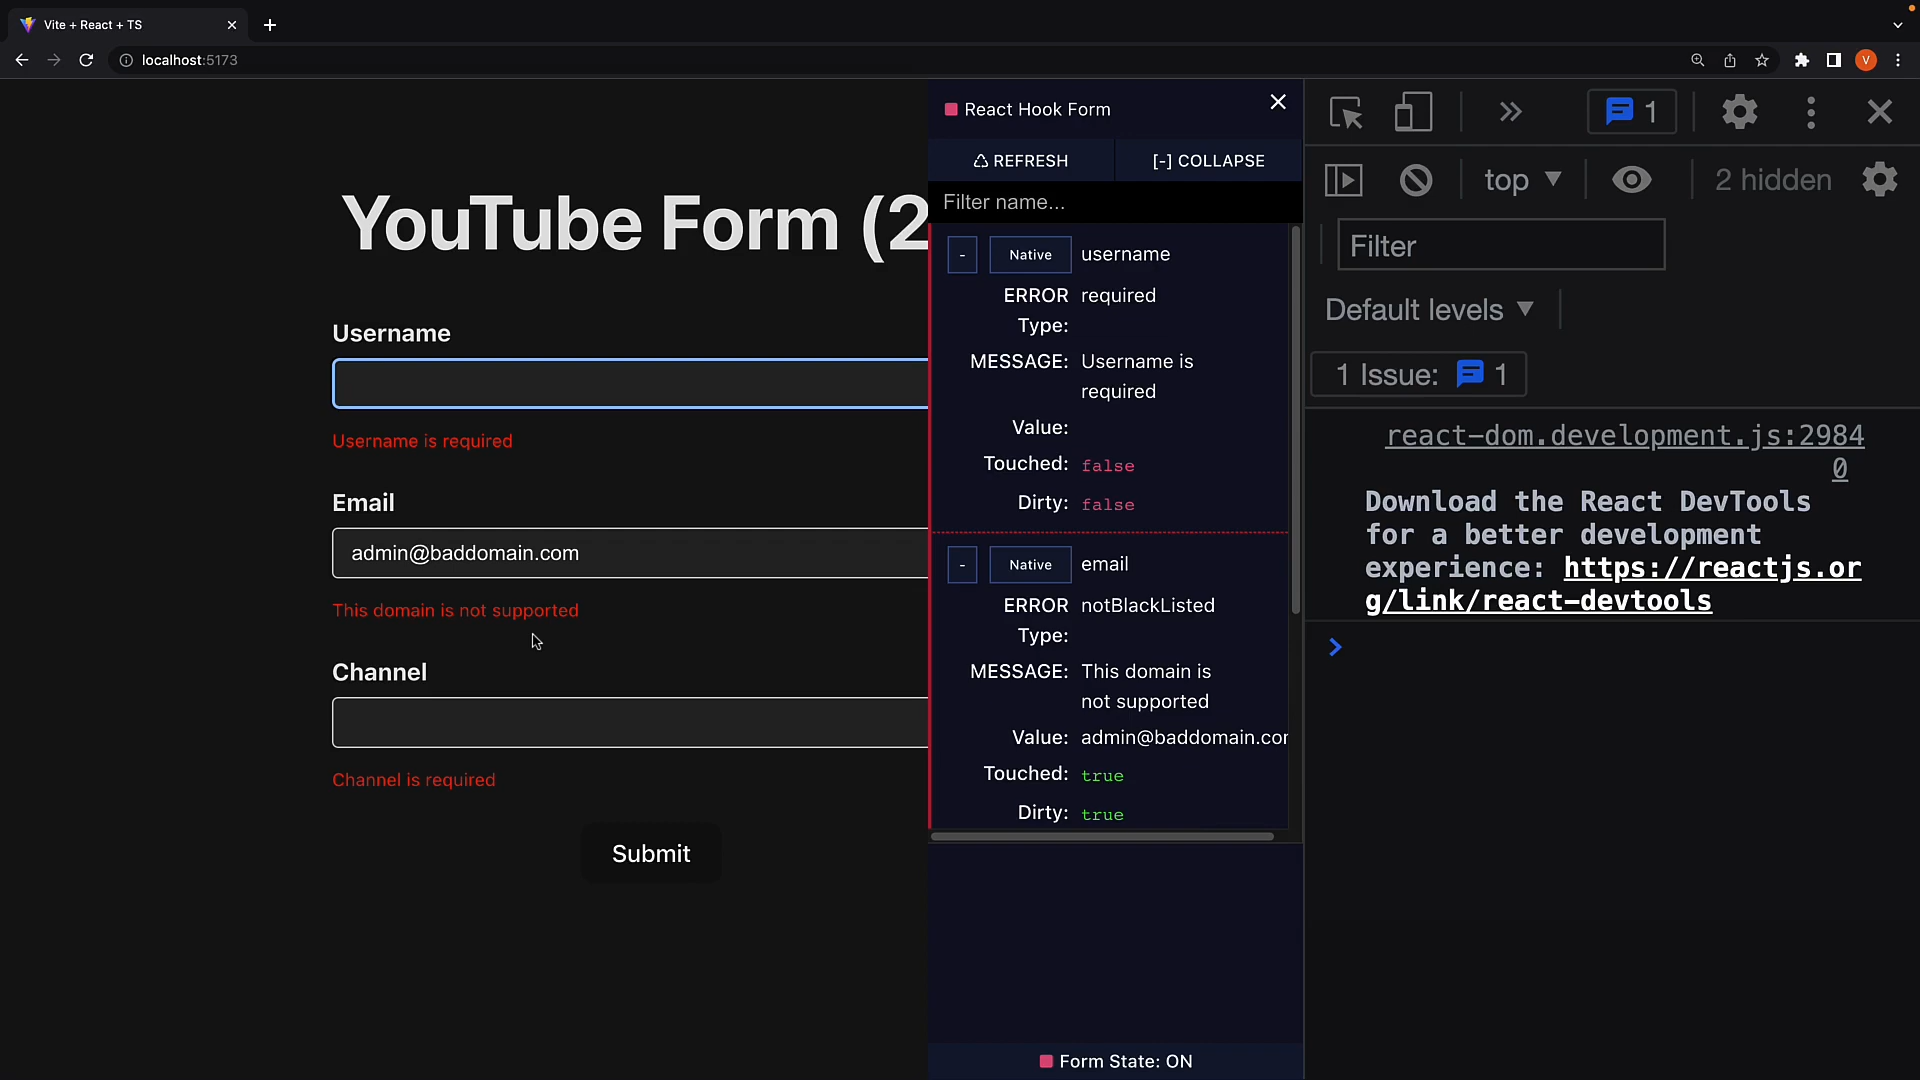 Vite + React + TS
localhost:5173
V
YouTube Form (2
Username
Username is required
Email
admin@baddomain.com
This domain is not supported
Channel
Channel is required
Submit
React Hook Form
REFRESH
[-] COLLAPSE
Filter name...
- Native username
ERROR Type: required
MESSAGE: Username is
required
Value:
Touched: false
Dirty: false
- Native email
ERROR Type: notBlackListed
MESSAGE: This domain is
not supported
Value: admin@baddomain.cor
Touched: true
Dirty: true
Form State: ON
1
top
2 hidden
Filter
Default levels
1 Issue: 1
react-dom.development.js:2984
0
Download the React DevTools
for a better development
experience: https://reactjs.or
g/link/react-devtools